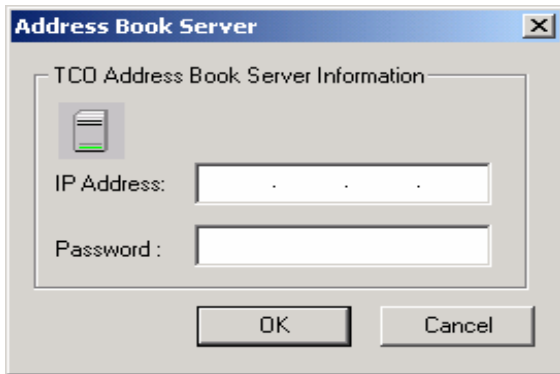 Address Book Server
TCO Address Book Server Information
IP Address: . . .
Password :
OK Cancel